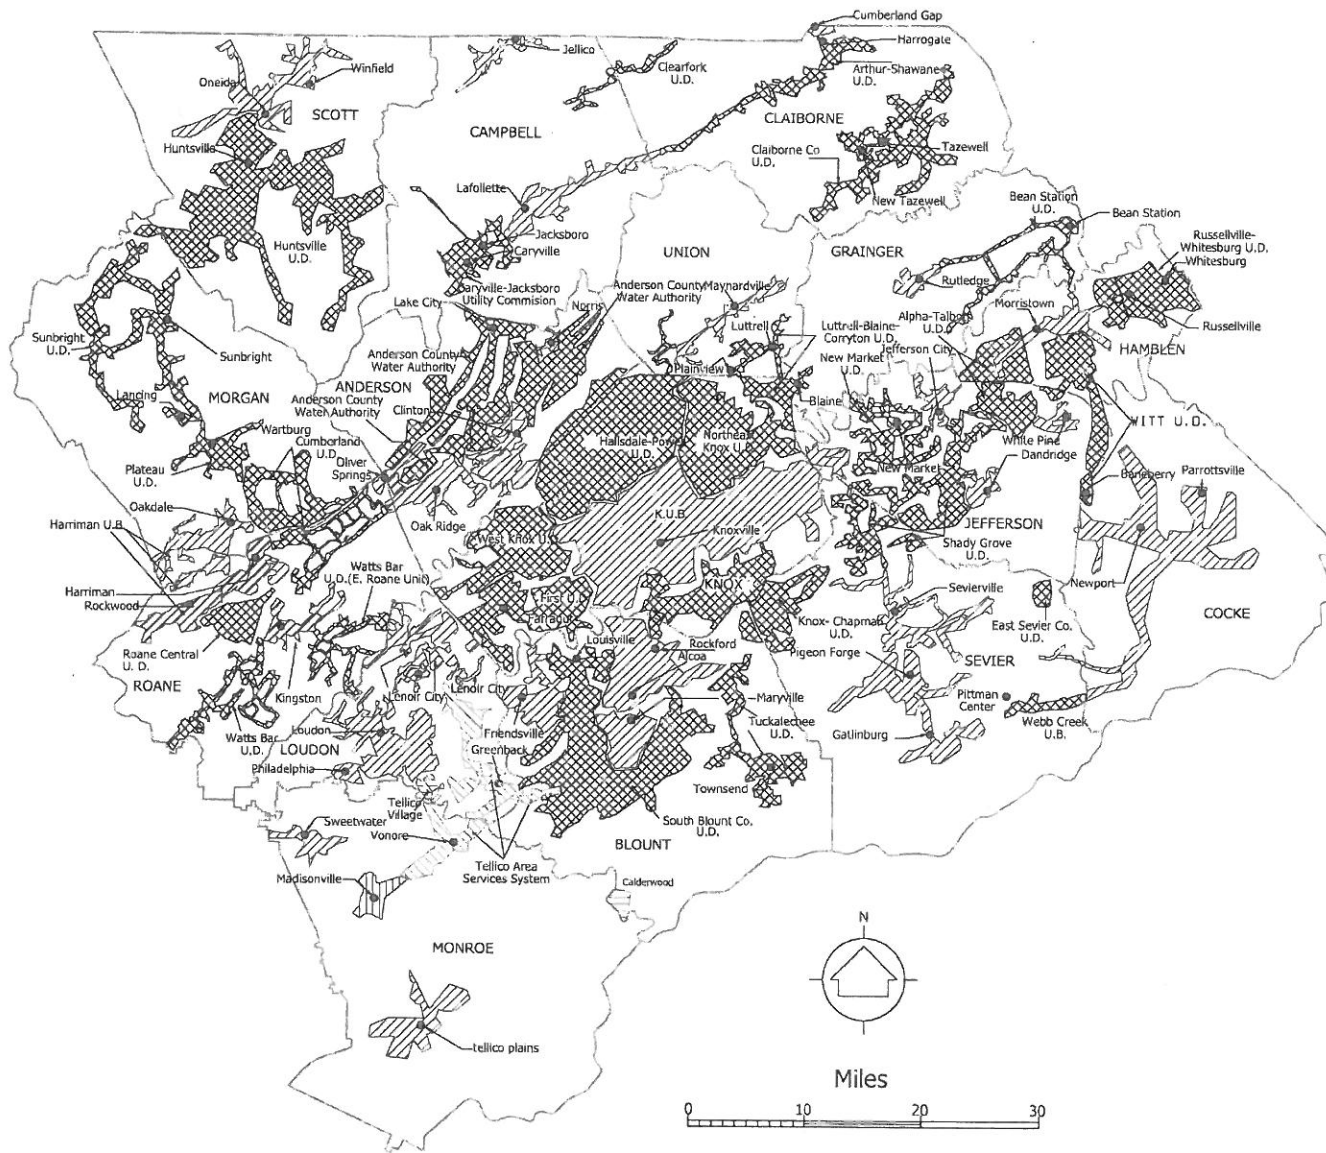 Cumberland Gap
Harrogate
Jellico
Clearfork
U.D.
Arthur-Shawanee
U.D.
Winfield
Oneida
SCOTT
CAMPBELL
CLAIBORNE
Huntsville
Claiborne Co
U.D.
Tazewell
New Tazewell
Lafollette
Bean Station
U.D.
Bean Station
Jacksboro
Caryville
Huntsville
U.D.
UNION
GRAINGER
Russellville-
Whitesburg U.D.
Whitesburg
Caryville-Jacksboro
Utility Commision
Anderson County
Water Authority
Maynardville
Rutledge
Lake City
Norris
Morristown
Sunbright
U.D.
Sunbright
Luttrell
Luttrell-Blaine-
Corryton U.D.
Alpha-Talbott
U.D.
Russellville
Anderson County
Water Authority
New Market
U.D.
Jefferson City
HAMBLEN
Plainview
ANDERSON
Anderson County
Water Authority
Blaine
Lancing
MORGAN
Clinton
WITT U.D.
Wartburg
Cumberland
U.D.
Hallsdale-Powell
U.D.
Northeast
Knox U.D.
White Pine
Dandridge
Oliver
Springs
Plateau
U.D.
New Market
Baneberry
Parrottsville
Oakdale
Harriman U.B.
Oak Ridge
K.U.B.
Knoxville
JEFFERSON
West Knox U.D.
Shady Grove
U.D.
Watts Bar
U.D.(E. Roane Unit)
Newport
Harriman
Rockwood
KNOX
First U.D.
Farragut
Sevierville
COCKE
Knox- Chapman
U.D.
East Sevier Co.
U.D.
Roane Central
U. D.
Louisville
Rockford
Alcoa
Pigeon Forge
SEVIER
ROANE
Kingston
Lenoir City
Lenoir City
Maryville
Pittman
Center
Tuckaleechee
U.D.
Webb Creek
U.B.
Watts Bar
U.D.
Loudon
LOUDON
Friendsville
Greenback
Gatlinburg
Philadelphia
Townsend
Tellico
Village
Sweetwater
Vonore
South Blount Co.
U.D.
BLOUNT
Tellico Area
Services System
Madisonville
Calderwood
MONROE
N
tellico plains
Miles
0 10 20 30